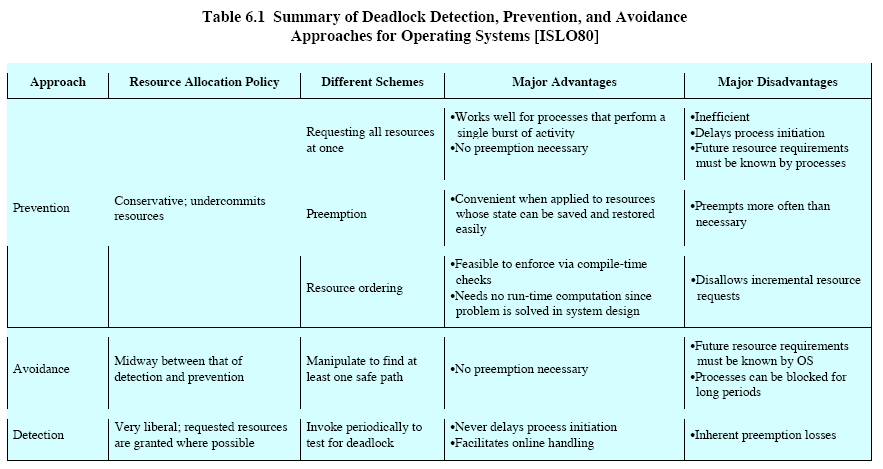 Table 6.1 Summary of Deadlock Detection, Prevention, and Avoidance
Approaches for Operating Systems [ISLO80]
Approach
Resource Allocation Policy
Different Schemes
Major Advantages
Major Disadvantages
Prevention
Conservative; undercommits
resources
Requesting all resources
at once
•Works well for processes that perform a
single burst of activity
•No preemption necessary
•Inefficient
•Delays process initiation
•Future resource requirements
must be known by processes
Preemption
•Convenient when applied to resources
whose state can be saved and restored
easily
•Preempts more often than
necessary
Resource ordering
•Feasible to enforce via compile-time
checks
•Needs no run-time computation since
problem is solved in system design
•Disallows incremental resource
requests
Avoidance
Midway between that of
detection and prevention
Manipulate to find at
least one safe path
•No preemption necessary
•Future resource requirements
must be known by OS
•Processes can be blocked for
long periods
Detection
Very liberal; requested resources
are granted where possible
Invoke periodically to
test for deadlock
•Never delays process initiation
•Facilitates online handling
•Inherent preemption losses